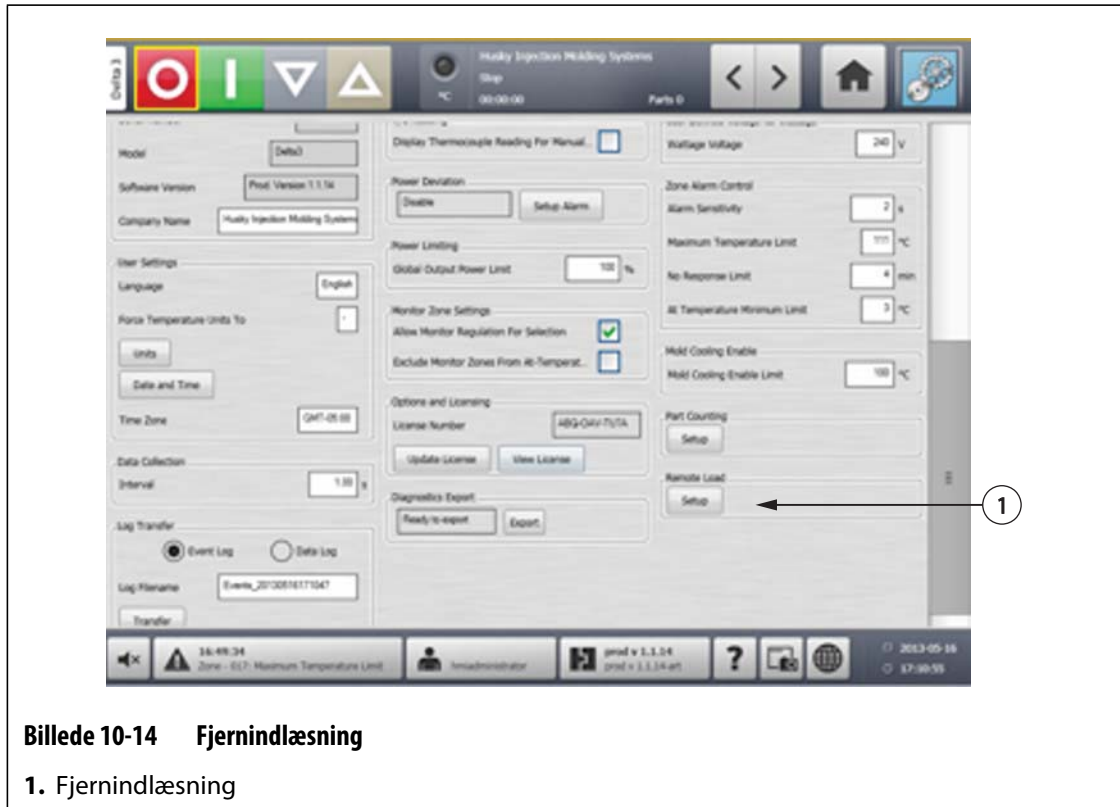 Delta 3
Husky Injection Molding Systems
Stop
°C
00:00:00
Parts 0
Model
Delta3
Software Version
Prod Version 1.1.14
Company Name
Husky Injection Molding Systems
User Settings
Language
English
Force Temperature Units To
-
Units
Date and Time
Time Zone
GMT-05:00
Data Collection
Interval
1.00 s
Log Transfer
Event Log
Data Log
Log Filename
Events_20130516171047
Transfer
Display Thermocouple Reading For Manual...
Power Deviation
Disable
Setup Alarm
Power Limiting
Global Output Power Limit
100 %
Monitor Zone Settings
Allow Monitor Regulation For Selection
Exclude Monitor Zones From At-Temperat...
Options and Licensing
License Number
Update License
View License
Diagnostics Export
Ready to export
Export
Wattage Voltage
240 V
Zone Alarm Control
Alarm Sensitivity
2 s
Maximum Temperature Limit
111 °C
No Response Limit
4 min
At Temperature Minimum Limit
3 °C
Mold Cooling Enable
Mold Cooling Enable Limit
100 °C
Part Counting
Setup
Remote Load
Setup
1
16:49:34
Zone - 017: Maximum Temperature Limit
hmiadministrator
prod v 1.1.14
prod v 1.1.14-art
?
2013-05-16
17:10:55
Billede 10-14 Fjernindlæsning
1. Fjernindlæsning